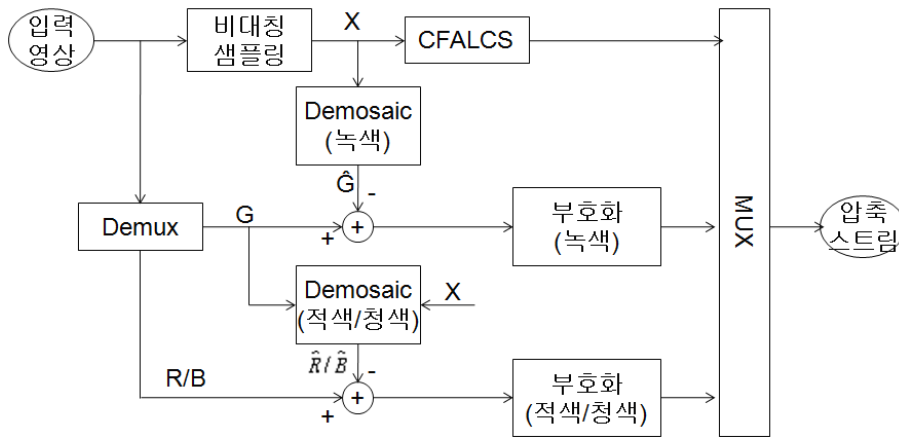 입력
영상
비대칭
샘플링
X
CFALCS
Demosaic
(녹색)
Ĝ
-
Demux
G
+
+
부호화
(녹색)
MUX
압축
스트림
Demosaic
(적색/청색)
X
R̂/B̂
-
R/B
+
+
부호화
(적색/청색)